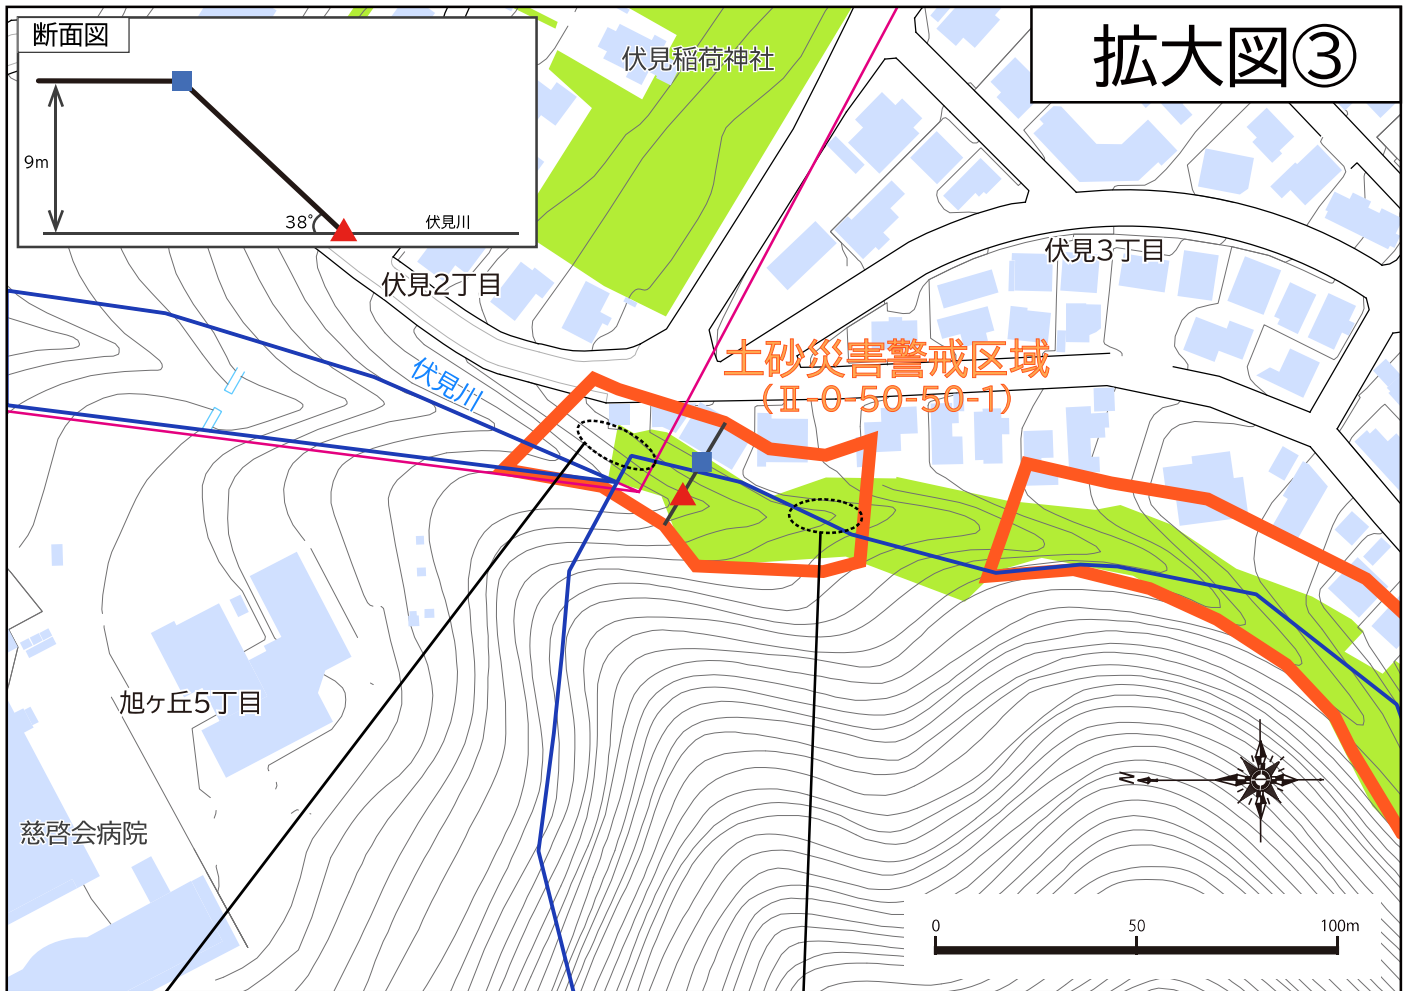 断面図
9m
38°
伏見川
拡大図③
伏見稲荷神社
伏見2丁目
伏見3丁目
伏見川
土砂災害警戒区域
(Ⅱ-0-50-50-1)
旭ヶ丘5丁目
慈啓会病院
N
0 50 100m